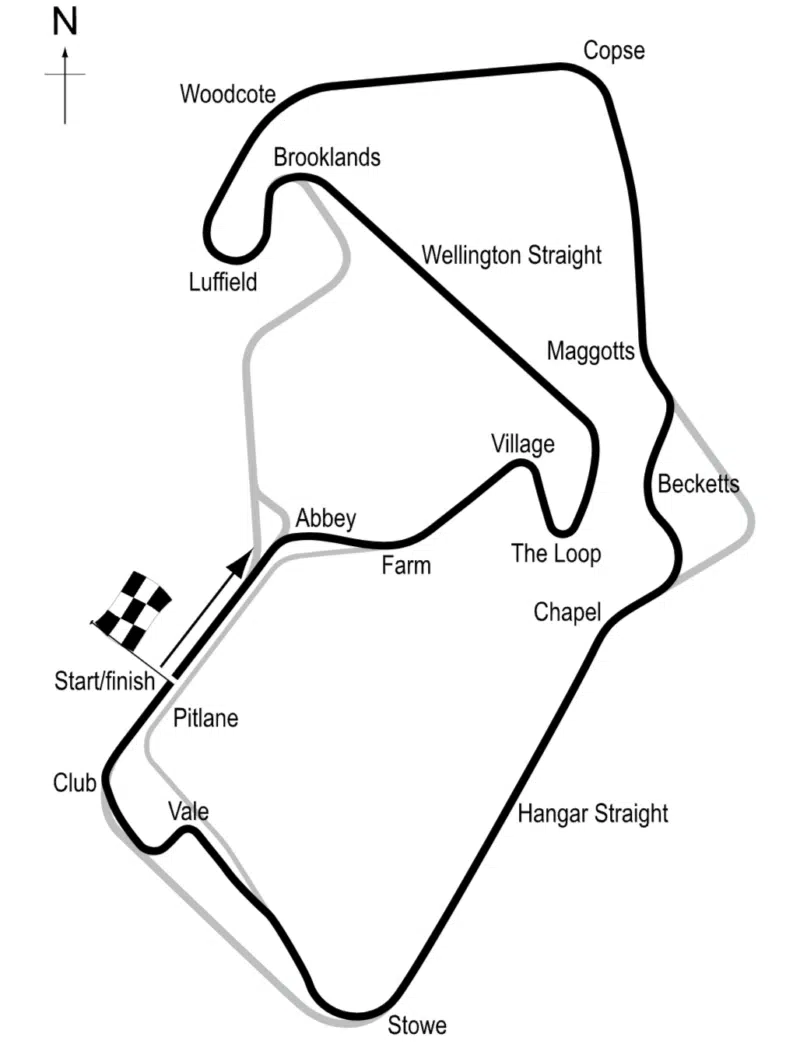 N
Copse
Woodcote
Brooklands
Wellington Straight
Luffield
Maggotts
Village
Becketts
Abbey
The Loop
Farm
Chapel
Start/finish
Pitlane
Club
Vale
Hangar Straight
Stowe